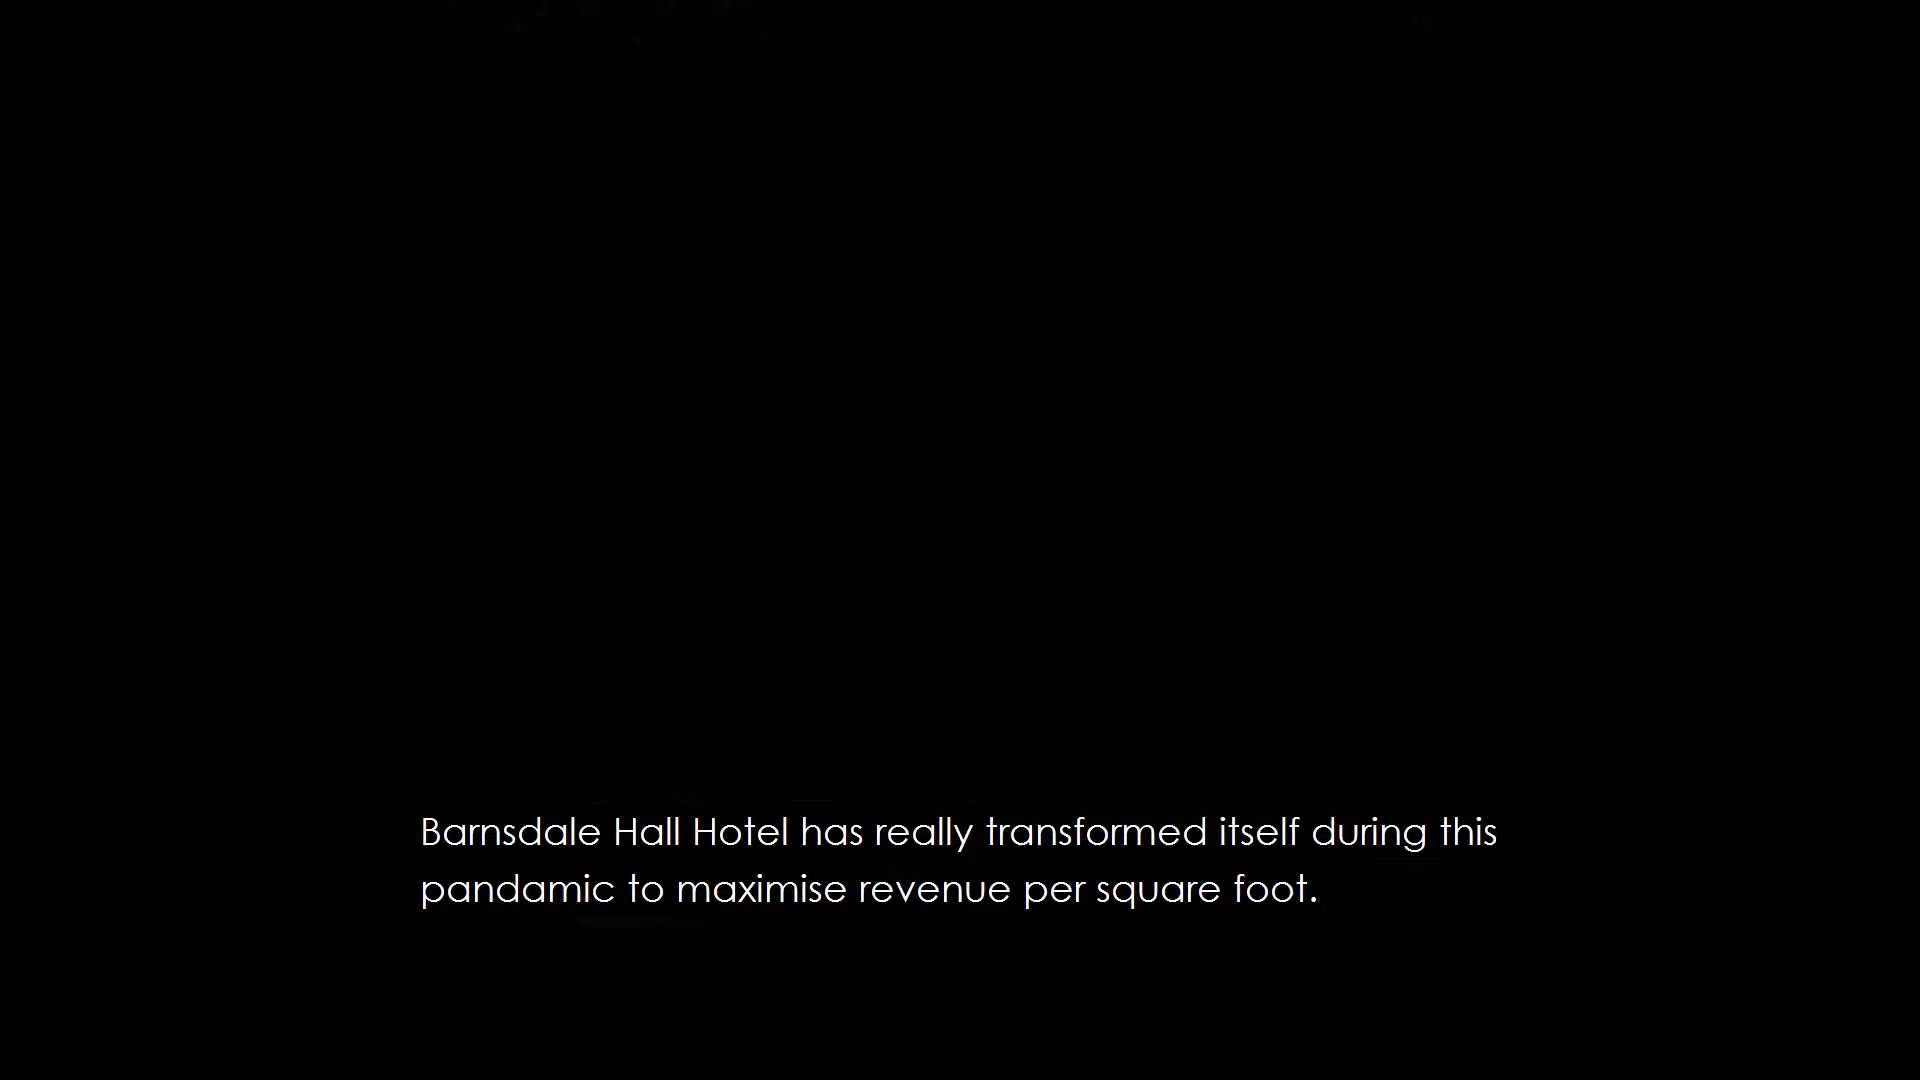 Barnsdale Hall Hotel has really transformed itself during this
pandamic to maximise revenue per square foot.